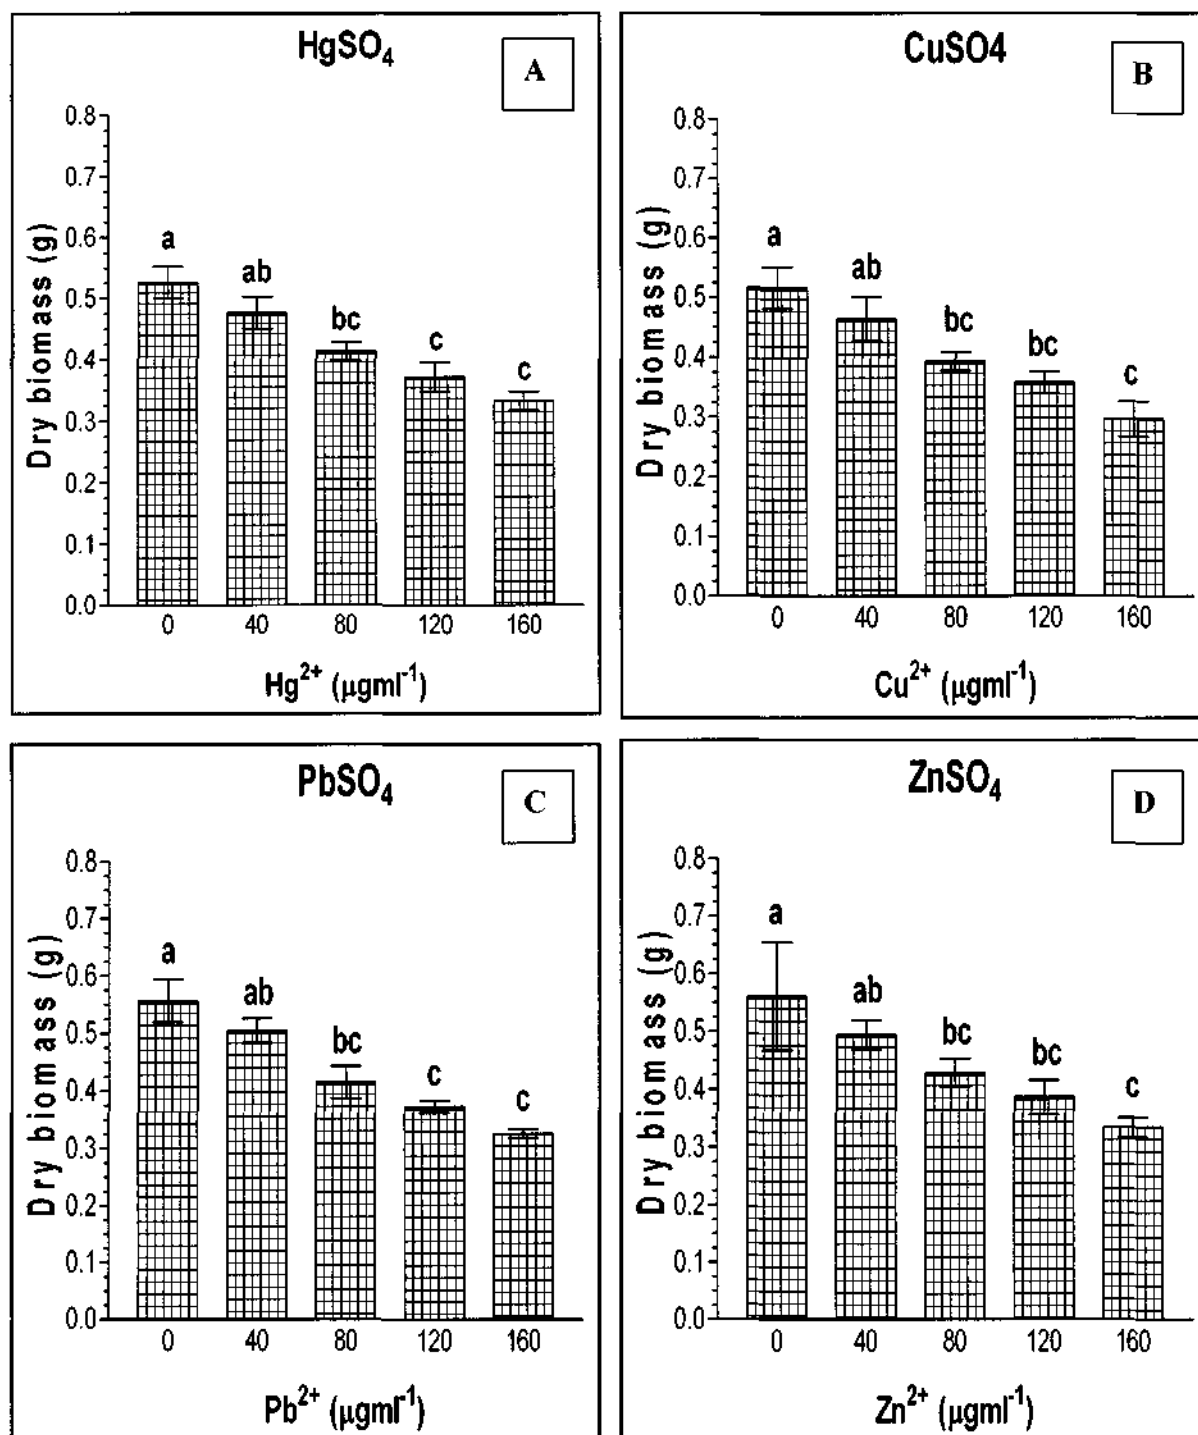 HgSO₄
A
Dry biomass (g)
0.8
0.7
0.6
0.5
0.4
0.3
0.2
0.1
0.0
a
ab
bc
c
c
0 40 80 120 160
Hg²⁺ (µgml⁻¹)
CuSO4
B
Dry biomass (g)
0.8
0.7
0.6
0.5
0.4
0.3
0.2
0.1
0.0
a
ab
bc
bc
c
0 40 80 120 160
Cu²⁺ (µgml⁻¹)
PbSO₄
C
Dry biomass (g)
0.8
0.7
0.6
0.5
0.4
0.3
0.2
0.1
0.0
a
ab
bc
c
c
0 40 80 120 160
Pb²⁺ (µgml⁻¹)
ZnSO₄
D
Dry biomass (g)
0.8
0.7
0.6
0.5
0.4
0.3
0.2
0.1
0.0
a
ab
bc
bc
c
0 40 80 120 160
Zn²⁺ (µgml⁻¹)